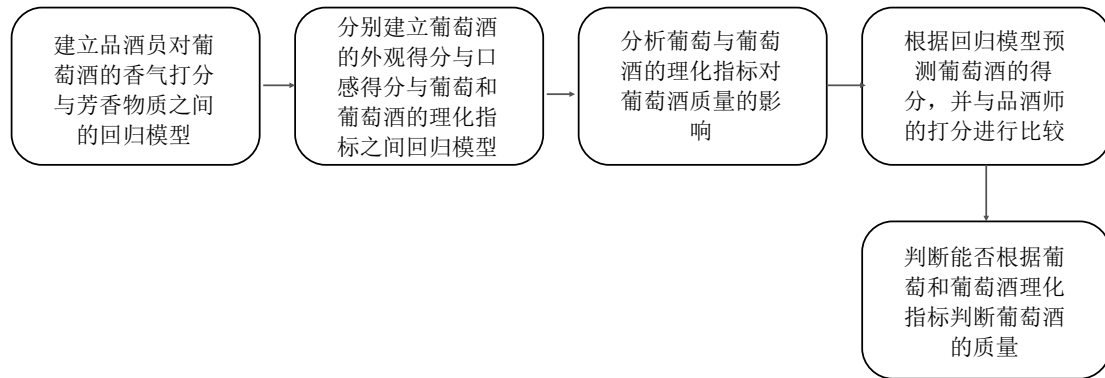 建立品酒员对葡
萄酒的香气打分
与芳香物质之间
的回归模型
分别建立葡萄酒
的外观得分与口
感得分与葡萄和
葡萄酒的理化指
标之间回归模型
分析葡萄与葡萄
酒的理化指标对
葡萄酒质量的影
响
根据回归模型预
测葡萄酒的得
分，并与品酒师
的打分进行比较
判断能否根据葡
萄和葡萄酒理化
指标判断葡萄酒
的质量